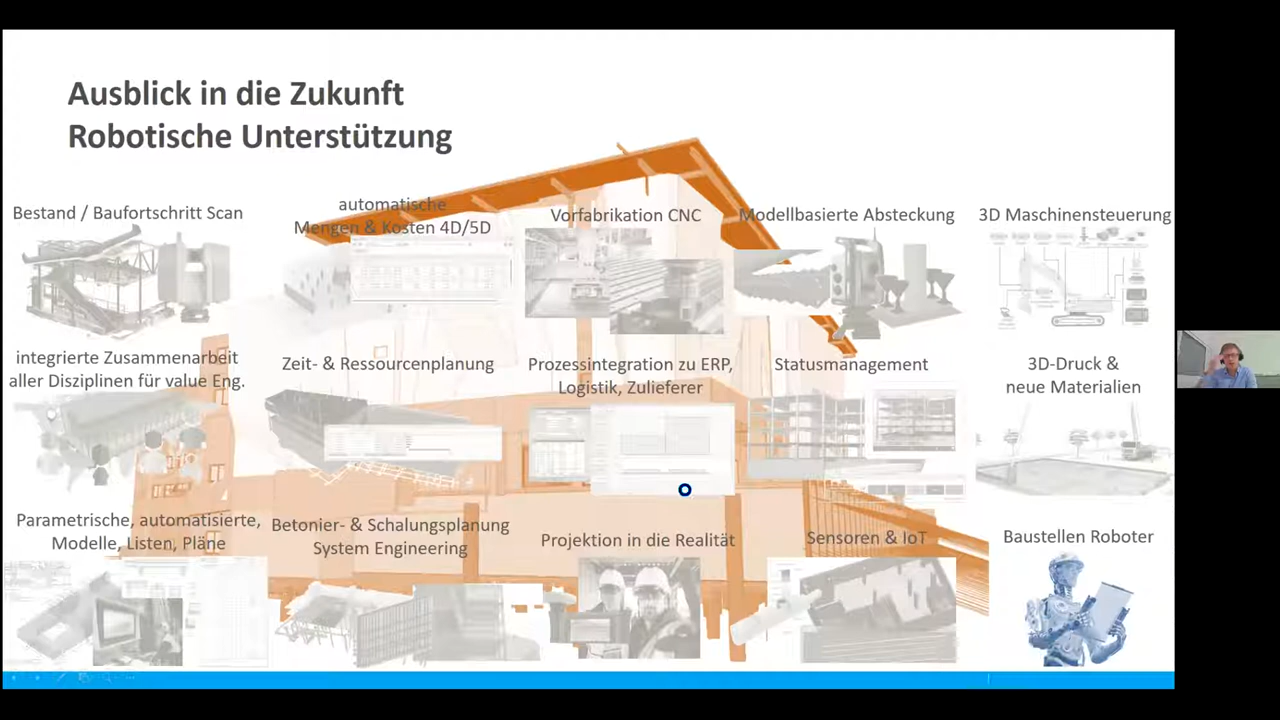 Ausblick in die Zukunft
Robotische Unterstützung
Bestand / Baufortschritt Scan
automatische
Mengen & Kosten 4D/5D
Vorfabrikation CNC
Modellbasierte Absteckung
3D Maschinensteuerung
integrierte Zusammenarbeit
aller Disziplinen für value Eng.
Zeit- & Ressourcenplanung
Prozessintegration zu ERP,
Logistik, Zulieferer
Statusmanagement
3D-Druck &
neue Materialien
Parametrische, automatisierte,
Modelle, Listen, Pläne
Betonier- & Schalungsplanung
System Engineering
Projektion in die Realität
Sensoren & IoT
Baustellen Roboter